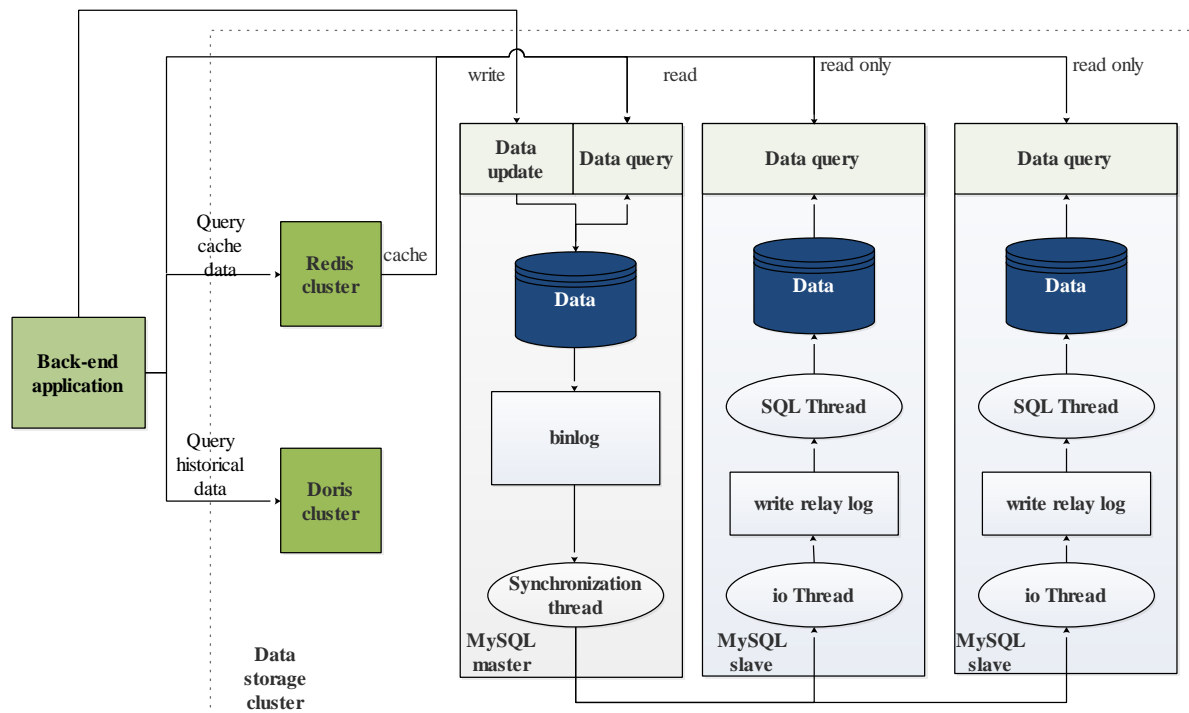 write
read
read only
read only
Data
update
Data query
Data query
Data query
Query
cache
data
Redis
cluster
cache
Data
Data
Data
Back-end
application
binlog
SQL Thread
SQL Thread
Query
historical
data
Doris
cluster
write relay log
write relay log
Synchronization
thread
io Thread
io Thread
MySQL
master
MySQL
slave
MySQL
slave
Data
storage
cluster